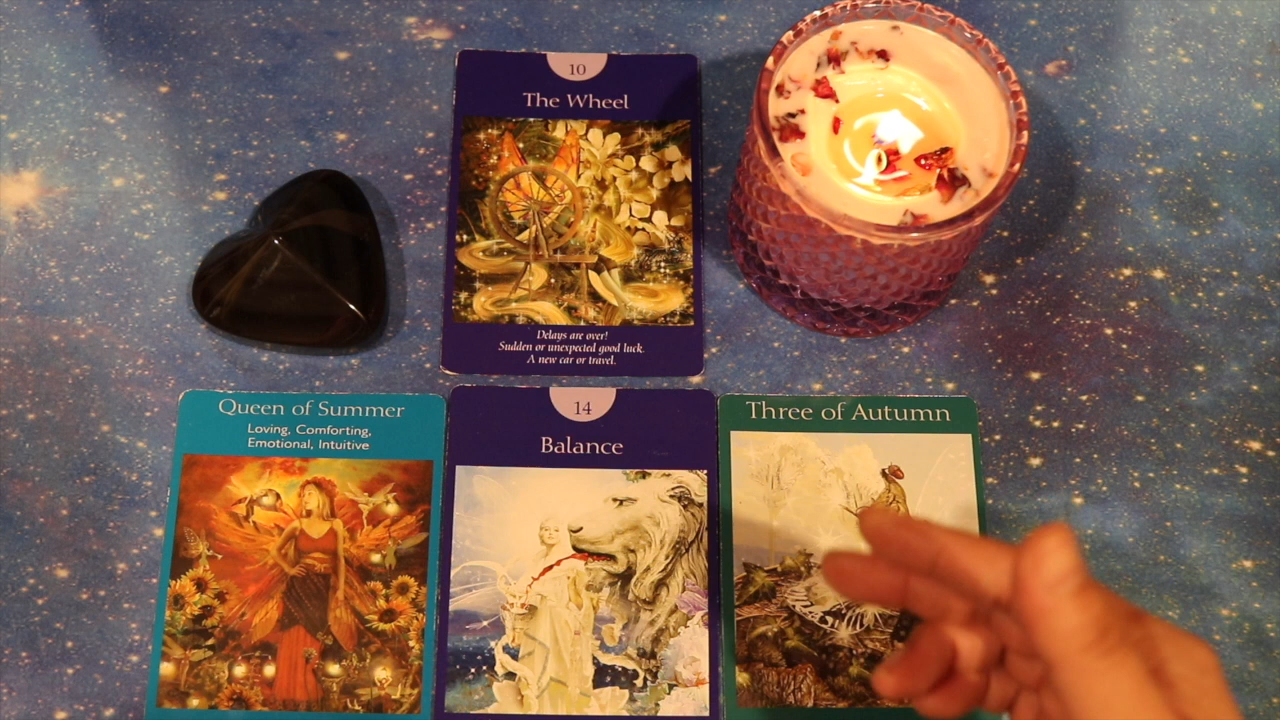 10
The Wheel
Delays are over!
Sudden or unexpected good luck.
A new car or travel.
Queen of Summer
Loving, Comforting,
Emotional, Intuitive
14
Balance
Three of Autumn